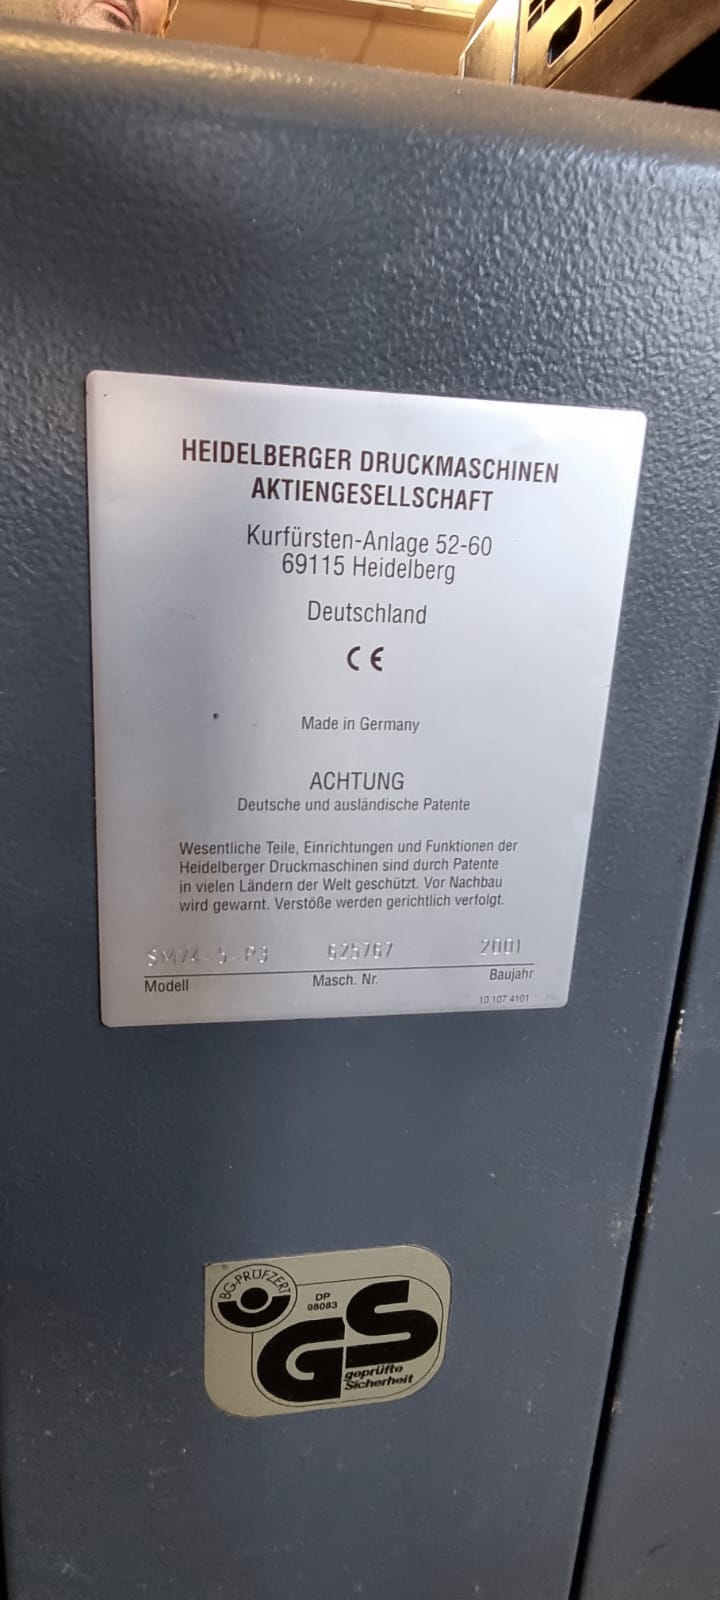 HEIDELBERGER DRUCKMASCHINEN
AKTIENGESELLSCHAFT
Kurfürsten-Anlage 52-60
69115 Heidelberg
Deutschland
CE
Made in Germany
ACHTUNG
Deutsche und ausländische Patente
Wesentliche Teile, Einrichtungen und Funktionen der
Heidelberger Druckmaschinen sind durch Patente
in vielen Ländern der Welt geschützt. Vor Nachbau
wird gewarnt. Verstöße werden gerichtlich verfolgt.
SM74-5-P3 625767 2001
Modell Masch. Nr. Baujahr
10 107 4101
BG-PRÜFZERT
DP
98083
GS
geprüfte
Sicherheit